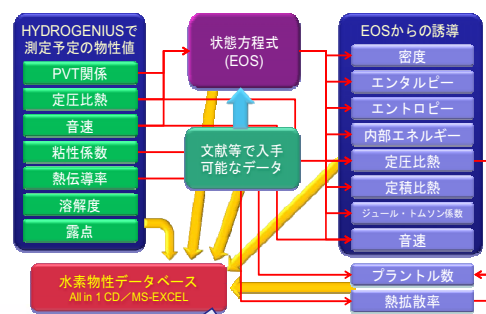 HYDROGENIUSで
測定予定の物性値
PVT関係
定圧比熱
音速
粘性係数
熱伝導率
溶解度
露点
状態方程式
(EOS)
文献等で入手
可能なデータ
水素物性データベース
All in 1 CD／MS-EXCEL
EOSからの誘導
密度
エンタルピー
エントロピー
内部エネルギー
定圧比熱
定積比熱
ジュール・トムソン係数
音速
プラントル数
熱拡散率